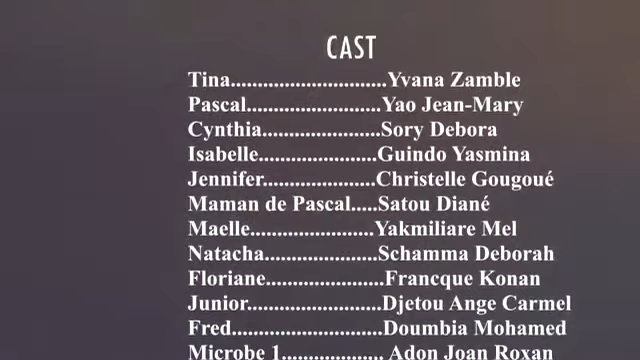 CAST
Tina............................Yvana Zamble
Pascal........................Yao Jean-Mary
Cynthia.....................Sory Debora
Isabelle.....................Guindo Yasmina
Jennifer....................Christelle Gougoué
Maman de Pascal.....Satou Diané
Maelle......................Yakmiliare Mel
Natacha....................Schamma Deborah
Floriane.....................Francque Konan
Junior........................Djetou Ange Carmel
Fred...........................Doumbia Mohamed
Microbe 1.................. Adon Joan Roxan